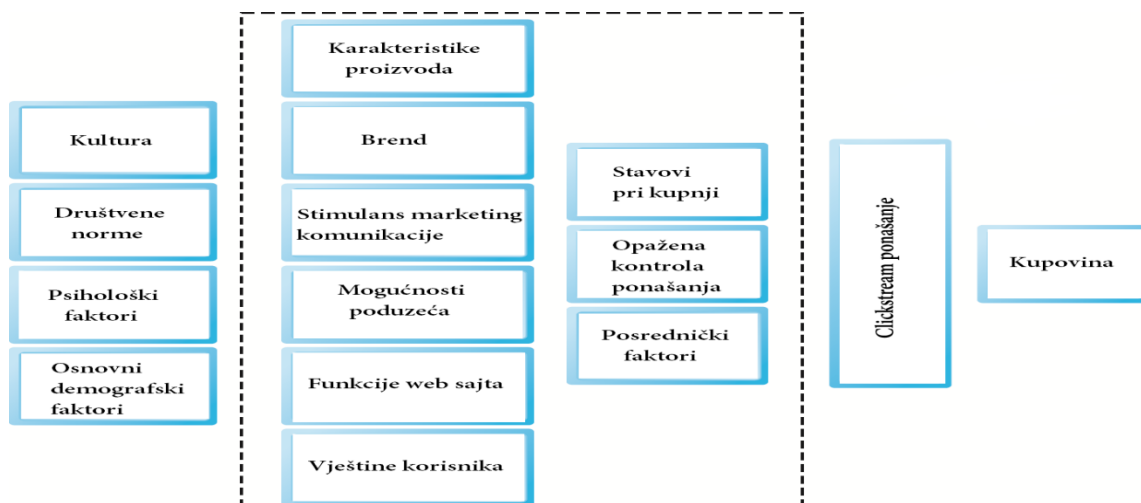 Kultura
Društvene
norme
Psihološki
faktori
Osnovni
demografski
faktori
Karakteristike
proizvoda
Brend
Stimulans marketing
komunikacije
Mogućnosti
poduzeća
Funkcije web sajta
Vještine korisnika
Stavovi
pri kupnji
Opažena
kontrola
ponašanja
Posrednički
faktori
Clickstream ponašanje
Kupovina